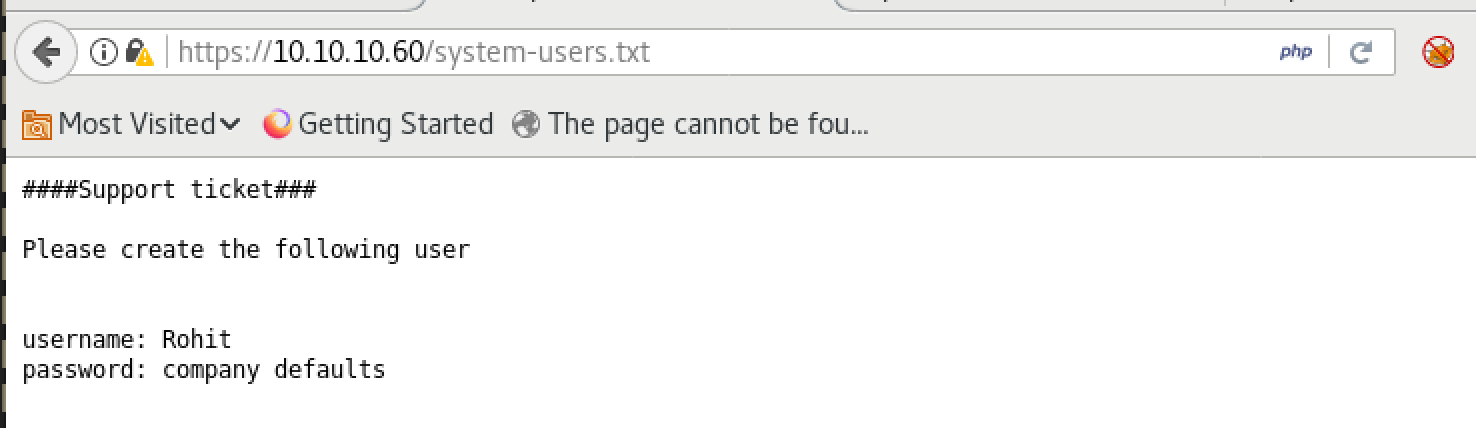 https://10.10.10.60/system-users.txt
php
Most Visited
Getting Started
The page cannot be fou...
####Support ticket###
Please create the following user
username: Rohit
password: company defaults